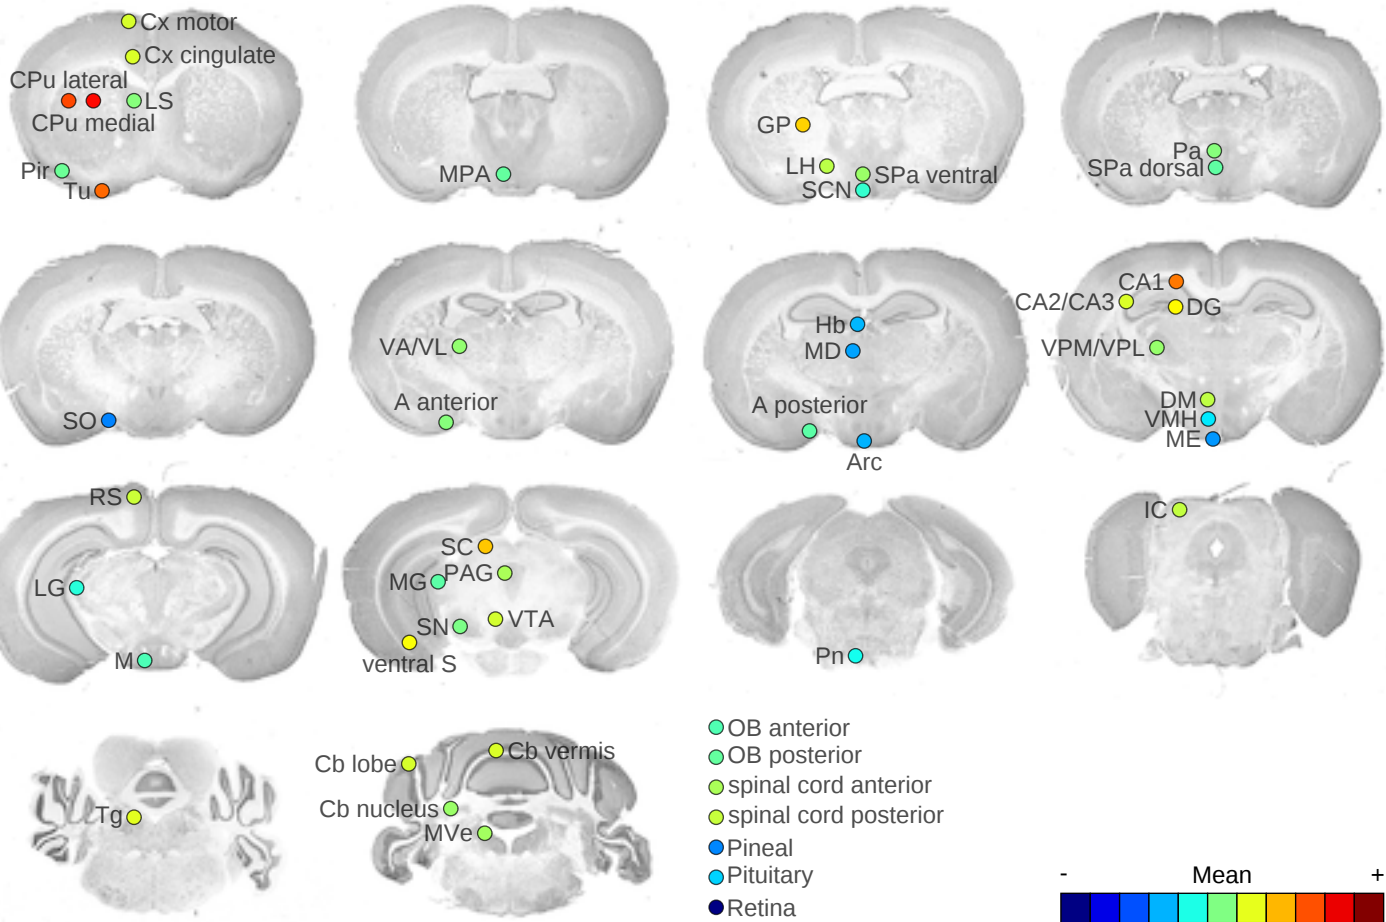 Cx motor
Cx cingulate
CPu lateral
LS
CPu medial
Pir
Tu
MPA
GP
LH
SPa ventral
SCN
Pa
SPa dorsal
SO
VA/VL
A anterior
Hb
MD
A posterior
Arc
CA1
CA2/CA3
DG
VPM/VPL
DM
VMH
ME
RS
LG
M
SC
MG
PAG
SN
VTA
ventral S
Pn
IC
Tg
Cb lobe
Cb vermis
Cb nucleus
MVe
OB anterior
OB posterior
spinal cord anterior
spinal cord posterior
Pineal
Pituitary
Retina
- Mean +